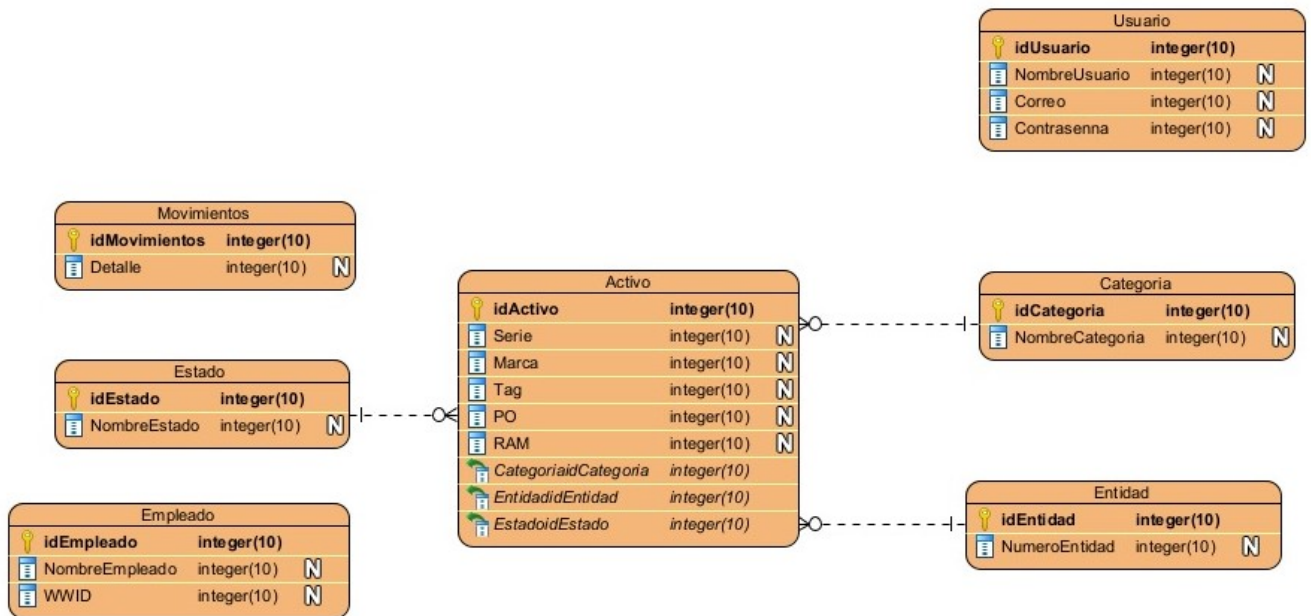 Usuario
idUsuario integer(10)
NombreUsuario integer(10) N
Correo integer(10) N
Contrasenna integer(10) N
Movimientos
idMovimientos integer(10)
Detalle integer(10) N
Estado
idEstado integer(10)
NombreEstado integer(10) N
Empleado
idEmpleado integer(10)
NombreEmpleado integer(10) N
WWID integer(10) N
Activo
idActivo integer(10)
Serie integer(10) N
Marca integer(10) N
Tag integer(10) N
PO integer(10) N
RAM integer(10) N
CategoriaidCategoria integer(10)
EntidadidEntidad integer(10)
EstadoidEstado integer(10)
Categoria
idCategoria integer(10)
NombreCategoria integer(10) N
Entidad
idEntidad integer(10)
NumeroEntidad integer(10) N